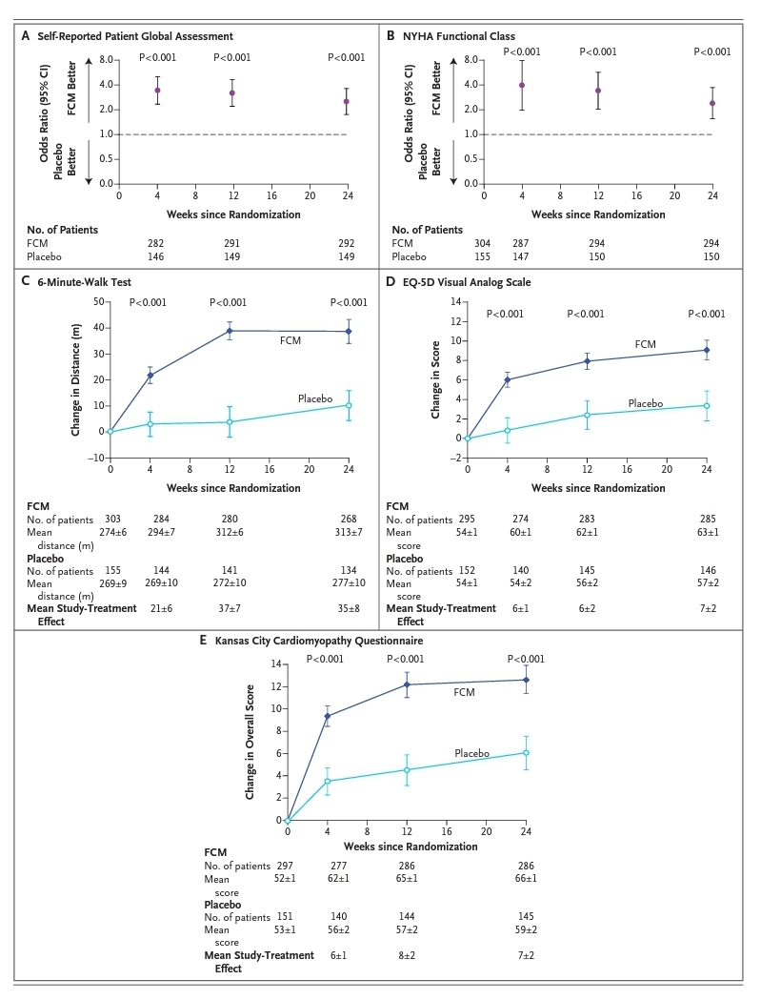 A Self-Reported Patient Global Assessment
P<0.001 P<0.001 P<0.001
Odds Ratio (95% CI)
FCM Better
Placebo Better
8.0
4.0
2.0
1.0
0.5
0.0
0 4 8 12 16 20 24
Weeks since Randomization
No. of Patients
FCM 282 291 292
Placebo 146 149 149
B NYHA Functional Class
P<0.001 P<0.001 P<0.001
Odds Ratio (95% CI)
FCM Better
Placebo Better
8.0
4.0
2.0
1.0
0.5
0.0
0 4 8 12 16 20 24
Weeks since Randomization
No. of Patients
FCM 304 287 294 294
Placebo 155 147 150 150
C 6-Minute-Walk Test
P<0.001 P<0.001 P<0.001
Change in Distance (m)
50
40
30
20
10
0
−10
FCM
Placebo
0 4 8 12 16 20 24
Weeks since Randomization
FCM
No. of patients 303 284 280 268
Mean 274±6 294±7 312±6 313±7
distance (m)
Placebo
No. of patients 155 144 141 134
Mean 269±9 269±10 272±10 277±10
distance (m)
Mean Study-Treatment 21±6 37±7 35±8
Effect
D EQ-5D Visual Analog Scale
P<0.001 P<0.001 P<0.001
Change in Score
14
12
10
8
6
4
2
0
−2
FCM
Placebo
0 4 8 12 16 20 24
Weeks since Randomization
FCM
No. of patients 295 274 283 285
Mean 54±1 60±1 62±1 63±1
score
Placebo
No. of patients 152 140 145 146
Mean 54±1 54±2 56±2 57±2
score
Mean Study-Treatment 6±1 6±2 7±2
Effect
E Kansas City Cardiomyopathy Questionnaire
P<0.001 P<0.001 P<0.001
Change in Overall Score
14
12
10
8
6
4
2
0
FCM
Placebo
0 4 8 12 16 20 24
Weeks since Randomization
FCM
No. of patients 297 277 286 286
Mean 52±1 62±1 65±1 66±1
score
Placebo
No. of patients 151 140 144 145
Mean 53±1 56±2 57±2 59±2
score
Mean Study-Treatment 6±1 8±2 7±2
Effect